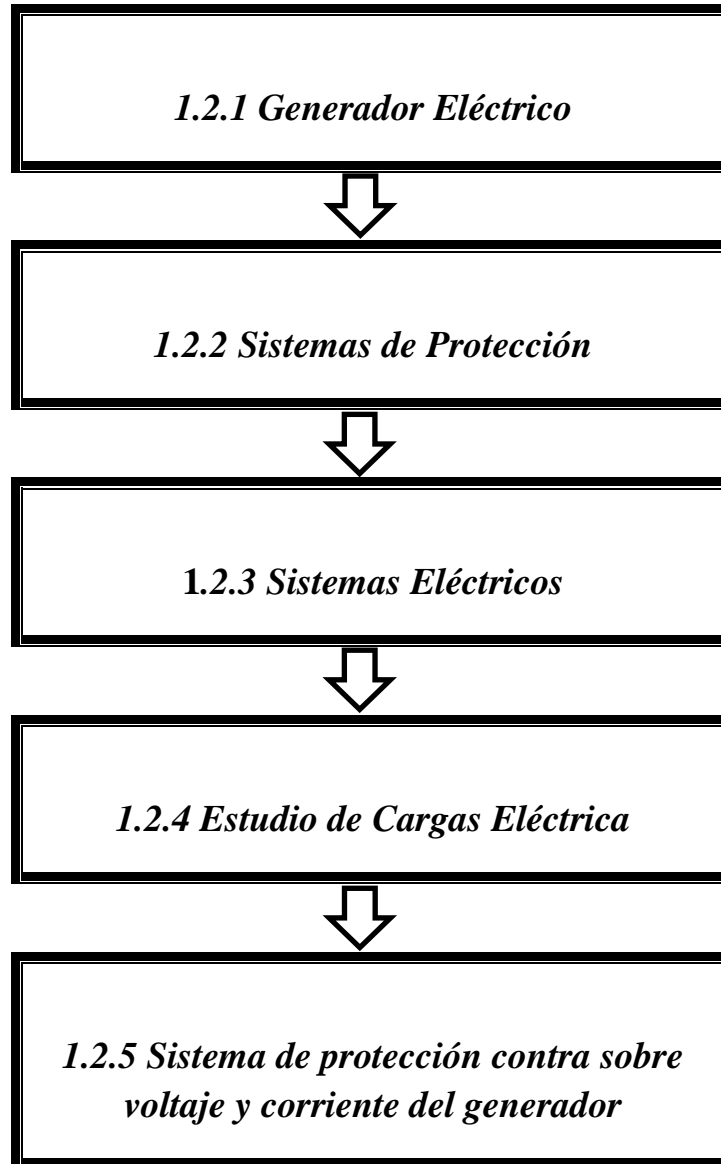 1.2.1 Generador Eléctrico
1.2.2 Sistemas de Protección
1.2.3 Sistemas Eléctricos
1.2.4 Estudio de Cargas Eléctrica
1.2.5 Sistema de protección contra sobre
voltaje y corriente del generador